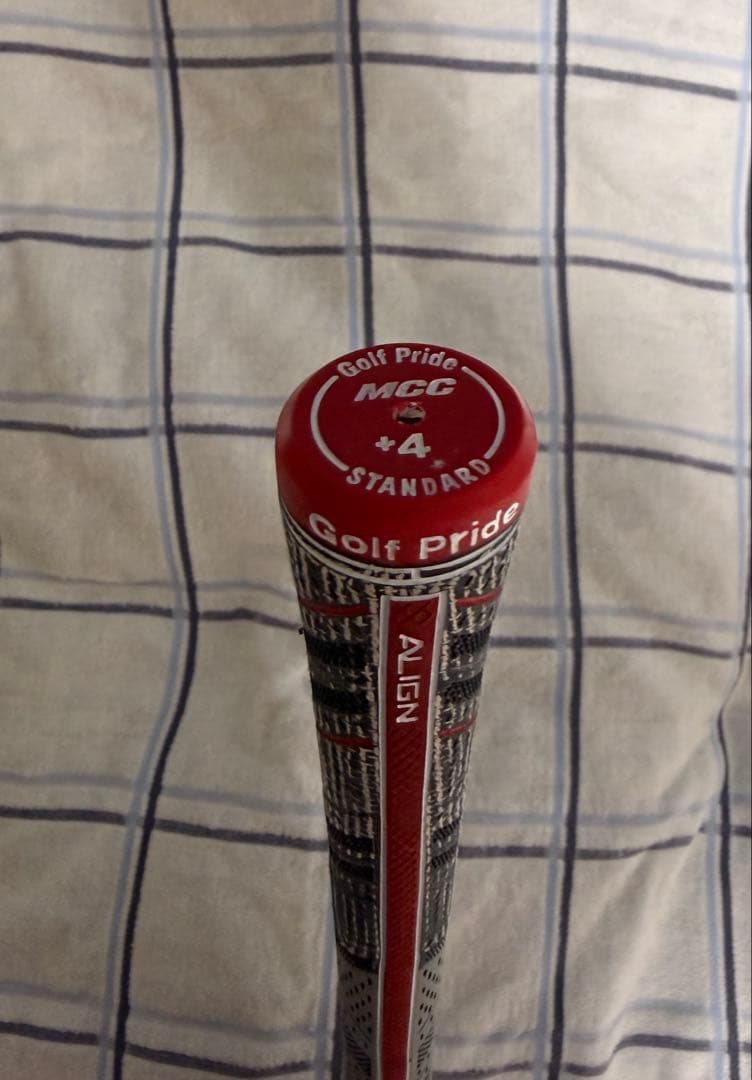 Golf Pride
MCC
+4
STANDARD
Golf Pride
ALIGN